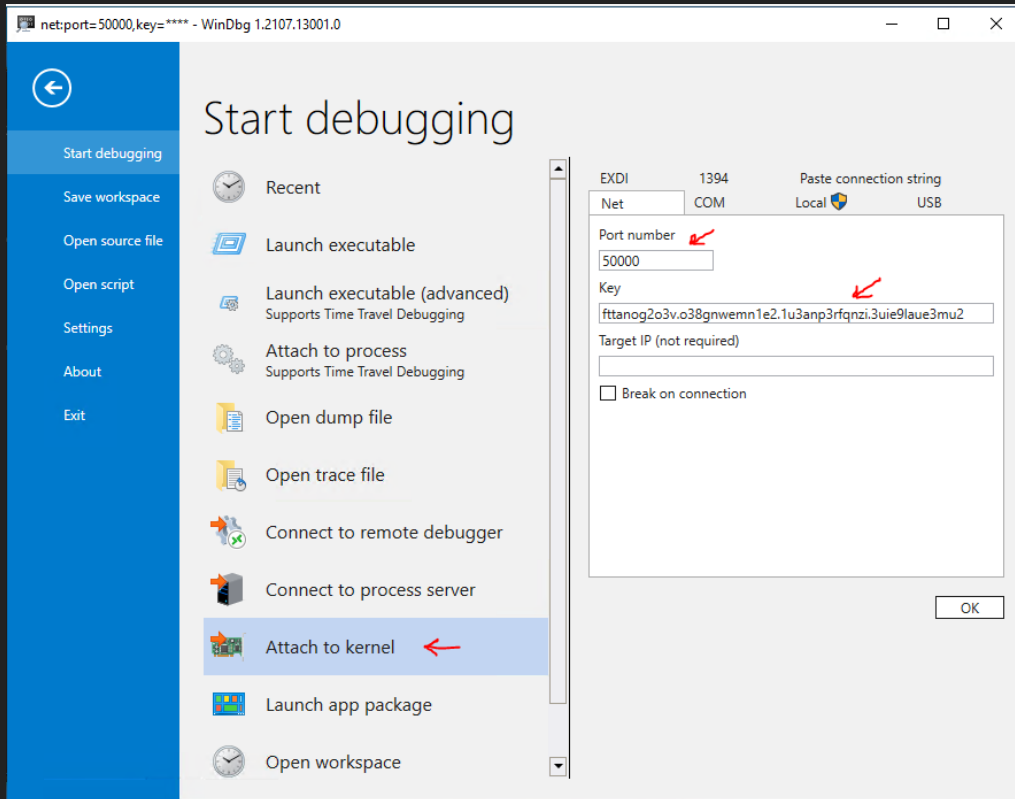 net:port=50000,key=**** - WinDbg 1.2107.13001.0
Start debugging
Save workspace
Open source file
Open script
Settings
About
Exit
Start debugging
Recent
Launch executable
Launch executable (advanced)
Supports Time Travel Debugging
Attach to process
Supports Time Travel Debugging
Open dump file
Open trace file
Connect to remote debugger
Connect to process server
Attach to kernel
Launch app package
Open workspace
EXDI 1394 Paste connection string
Net COM Local USB
Port number
50000
Key
fttanog2o3v.o38gnwemn1e2.1u3anp3rfqnzi.3uie9laue3mu2
Target IP (not required)
Break on connection
OK